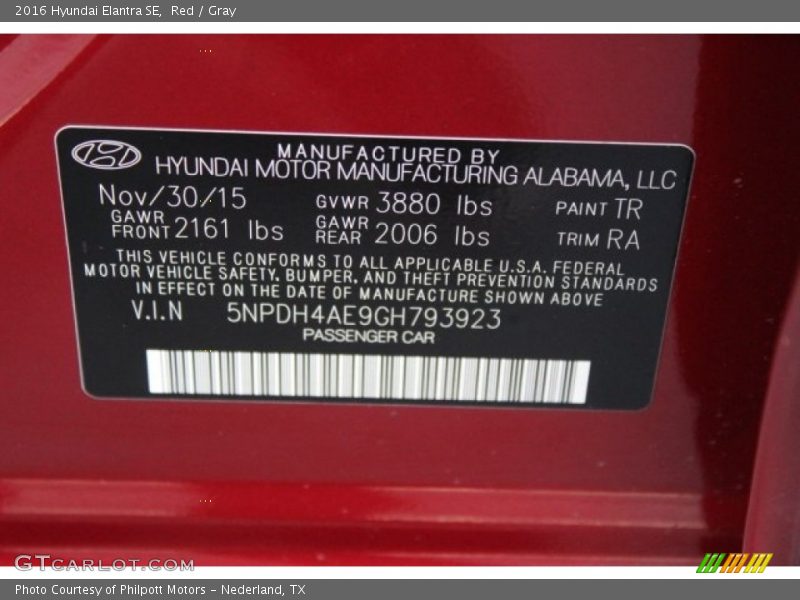 2016 Hyundai Elantra SE, Red / Gray
MANUFACTURED BY
HYUNDAI MOTOR MANUFACTURING ALABAMA, LLC
Nov/30/15 GVWR 3880 lbs PAINT TR
GAWR FRONT 2161 lbs GAWR REAR 2006 lbs TRIM RA
THIS VEHICLE CONFORMS TO ALL APPLICABLE U.S.A. FEDERAL
MOTOR VEHICLE SAFETY, BUMPER, AND THEFT PREVENTION STANDARDS
IN EFFECT ON THE DATE OF MANUFACTURE SHOWN ABOVE
V.I.N 5NPDH4AE9GH793923
PASSENGER CAR
GTCARLOT.COM
Photo Courtesy of Philpott Motors - Nederland, TX